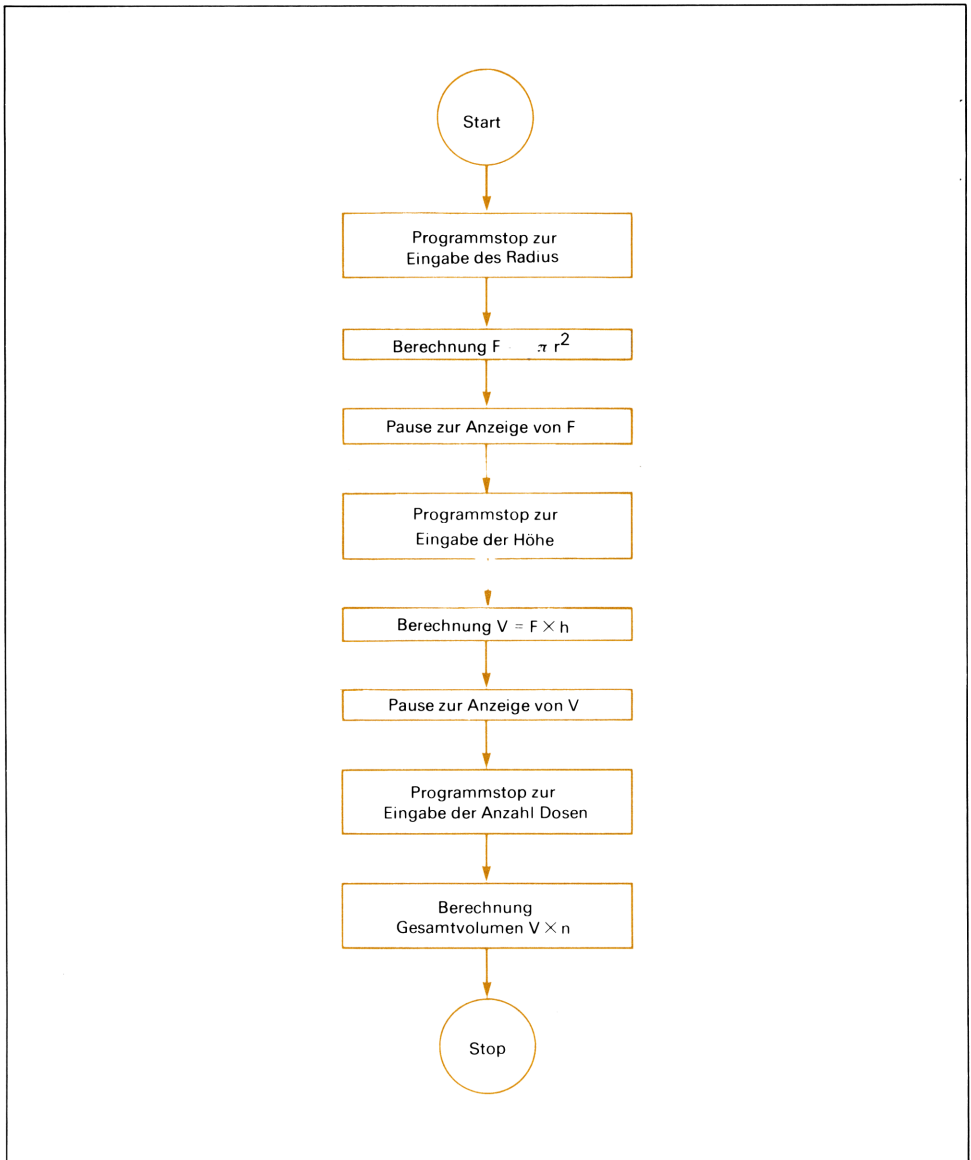 Start
Programmstop zur
Eingabe des Radius
Berechnung F π r²
Pause zur Anzeige von F
Programmstop zur
Eingabe der Höhe
Berechnung V = F × h
Pause zur Anzeige von V
Programmstop zur
Eingabe der Anzahl Dosen
Berechnung
Gesamtvolumen V × n
Stop